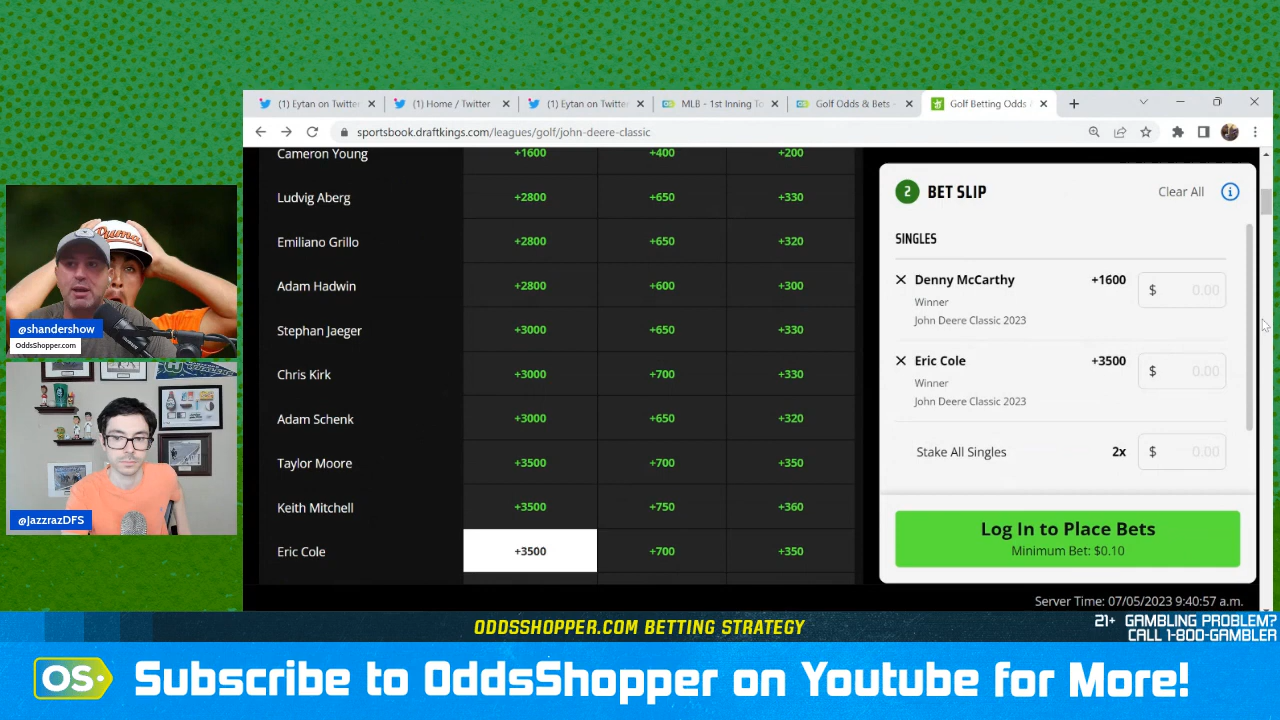 (1) Eytan on Twitter
(1) Home / Twitter
(1) Eytan on Twitter
MLB - 1st Inning To
Golf Odds & Bets -
Golf Betting Odds
sportsbook.draftkings.com/leagues/golf/john-deere-classic
Cameron Young +1600 +400 +200
Ludvig Aberg +2800 +650 +330
Emiliano Grillo +2800 +650 +320
Adam Hadwin +2800 +600 +300
Stephan Jaeger +3000 +650 +330
Chris Kirk +3000 +700 +330
Adam Schenk +3000 +650 +320
Taylor Moore +3500 +700 +350
Keith Mitchell +3500 +750 +360
Eric Cole +3500 +700 +350
2 BET SLIP Clear All
SINGLES
Denny McCarthy +1600 $ 0.00
Winner
John Deere Classic 2023
Eric Cole +3500 $ 0.00
Winner
John Deere Classic 2023
Stake All Singles 2x $ 0.00
Log In to Place Bets
Minimum Bet: $0.10
Server Time: 07/05/2023 9:40:57 a.m.
Puma
@shandershow
OddsShopper.com
@JazzrazDFS
ODDSSHOPPER.COM BETTING STRATEGY
21+ GAMBLING PROBLEM?
CALL 1-800-GAMBLER
OS
Subscribe to OddsShopper on Youtube for More!